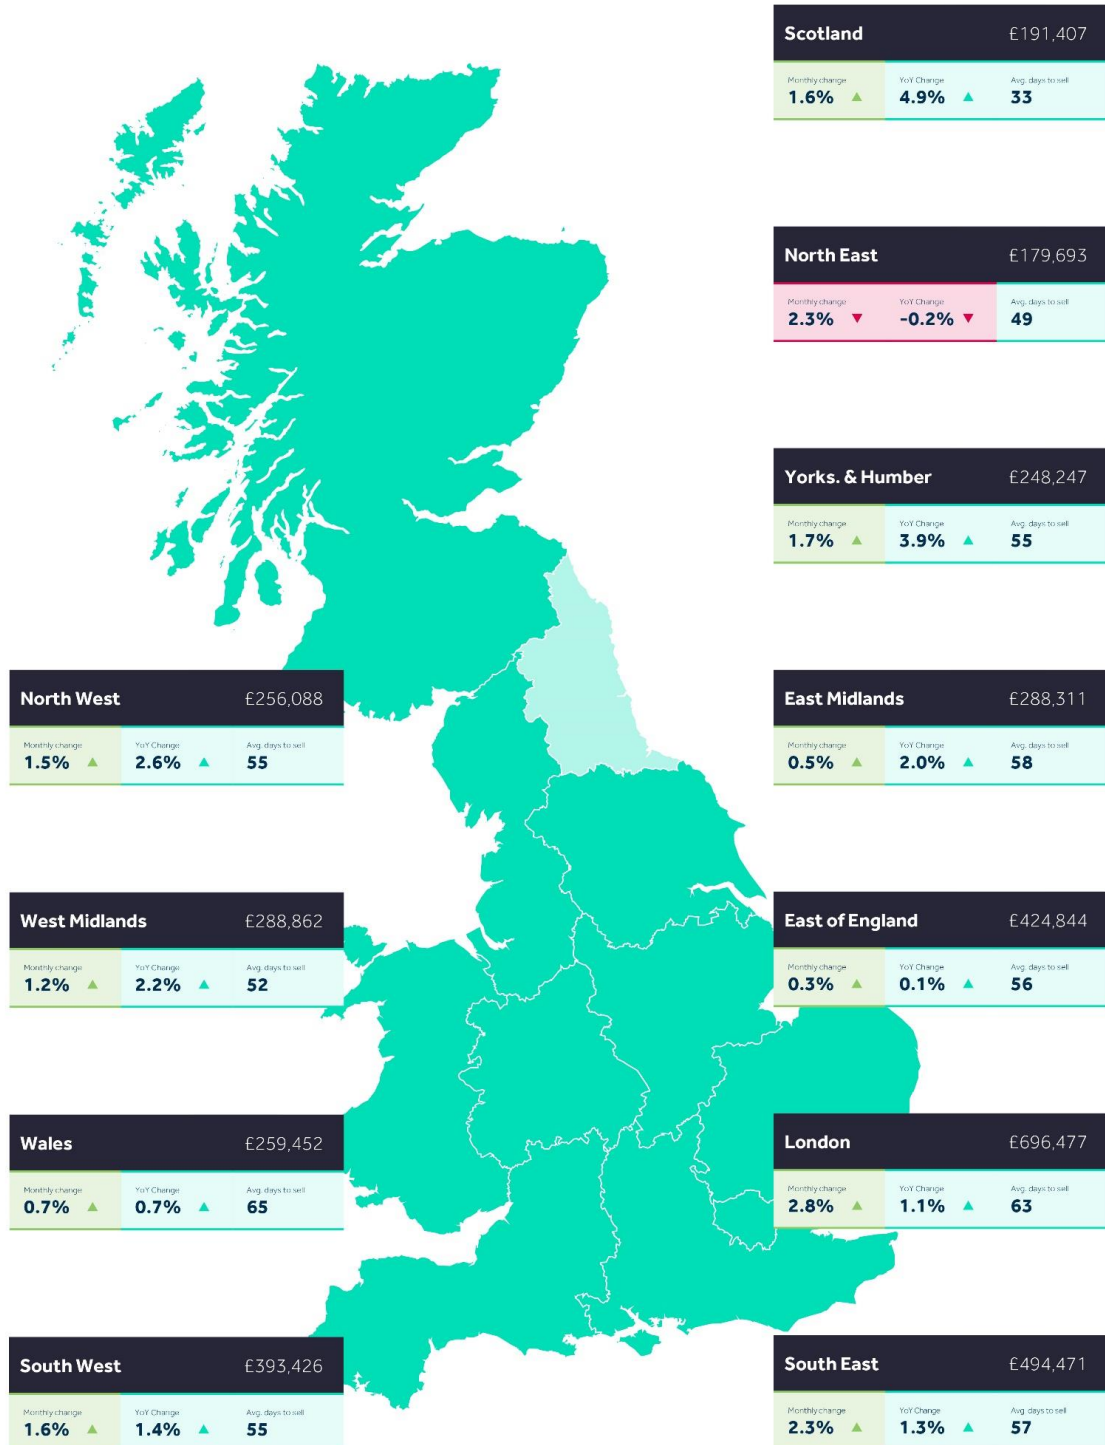 Scotland £191,407
Monthly change YoY Change Avg. days to sell
1.6% ▲ 4.9% ▲ 33
North East £179,693
Monthly change YoY Change Avg. days to sell
2.3% ▼ -0.2% ▼ 49
Yorks. & Humber £248,247
Monthly change YoY Change Avg. days to sell
1.7% ▲ 3.9% ▲ 55
North West £256,088
Monthly change YoY Change Avg. days to sell
1.5% ▲ 2.6% ▲ 55
East Midlands £288,311
Monthly change YoY Change Avg. days to sell
0.5% ▲ 2.0% ▲ 58
West Midlands £288,862
Monthly change YoY Change Avg. days to sell
1.2% ▲ 2.2% ▲ 52
East of England £424,844
Monthly change YoY Change Avg. days to sell
0.3% ▲ 0.1% ▲ 56
Wales £259,452
Monthly change YoY Change Avg. days to sell
0.7% ▲ 0.7% ▲ 65
London £696,477
Monthly change YoY Change Avg. days to sell
2.8% ▲ 1.1% ▲ 63
South West £393,426
Monthly change YoY Change Avg. days to sell
1.6% ▲ 1.4% ▲ 55
South East £494,471
Monthly change YoY Change Avg. days to sell
2.3% ▲ 1.3% ▲ 57